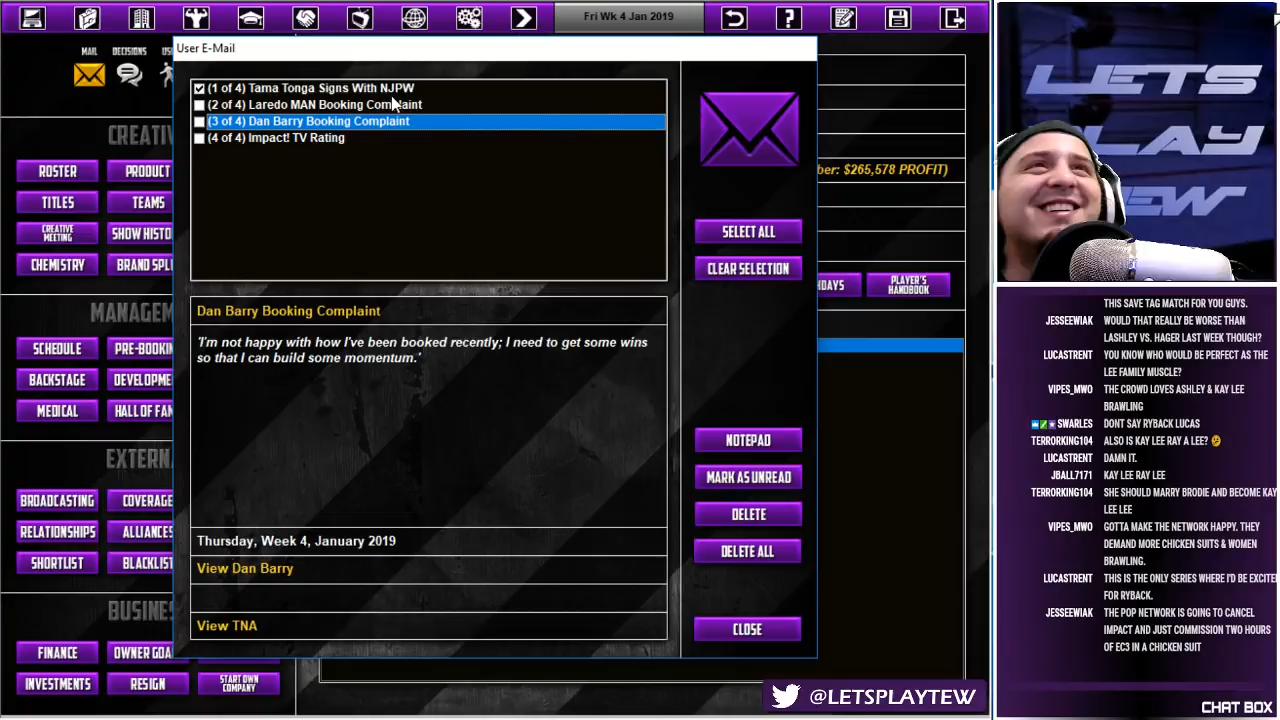 Fri Wk 4 Jan 2019
User E-Mail
MAIL
DECISIONS
(1 of 4) Tama Tonga Signs With NJPW
(2 of 4) Laredo MAN Booking Complaint
(3 of 4) Dan Barry Booking Complaint
(4 of 4) Impact! TV Rating
SELECT ALL
CLEAR SELECTION
Dan Barry Booking Complaint
'I'm not happy with how I've been booked recently; I need to get some wins
so that I can build some momentum.'
NOTEPAD
MARK AS UNREAD
DELETE
DELETE ALL
CLOSE
Thursday, Week 4, January 2019
View Dan Barry
View TNA
CREATIV
ROSTER
PRODUCT
TITLES
TEAMS
CREATIVE
MEETING
SHOW HISTO
CHEMISTRY
BRAND SPL
MANAGEM
SCHEDULE
PRE-BOOKIN
BACKSTAGE
DEVELOPME
MEDICAL
HALL OF FAM
EXTERN
BROADCASTING
COVERAGE
RELATIONSHIPS
ALLIANCES
SHORTLIST
BLACKLIST
BUSINES
FINANCE
OWNER GOA
INVESTMENTS
RESIGN
START OWN
COMPANY
ber: $265,578 PROFIT)
HDAYS
PLAYER'S
HANDBOOK
LETS
PLAY
TEW
THIS SAVE TAG MATCH FOR YOU GUYS.
JESSEEWIAK WOULD THAT REALLY BE WORSE THAN
LASHLEY VS. HAGER LAST WEEK THOUGH?
LUCASTRENT YOU KNOW WHO WOULD BE PERFECT AS THE
LEE FAMILY MUSCLE?
VIPES_MWO THE CROWD LOVES ASHLEY & KAY LEE
BRAWLING
SWARLES DONT SAY RYBACK LUCAS
TERRORKING104 ALSO IS KAY LEE RAY A LEE? 🤔
LUCASTRENT DAMN IT.
JBALL7171 KAY LEE RAY LEE
TERRORKING104 SHE SHOULD MARRY BRODIE AND BECOME KAY
LEE LEE
VIPES_MWO GOTTA MAKE THE NETWORK HAPPY. THEY
DEMAND MORE CHICKEN SUITS & WOMEN
BRAWLING.
LUCASTRENT THIS IS THE ONLY SERIES WHERE I'D BE EXCITE
FOR RYBACK.
JESSEEWIAK THE POP NETWORK IS GOING TO CANCEL
IMPACT AND JUST COMMISSION TWO HOURS
OF EC3 IN A CHICKEN SUIT
@LETSPLAYTEW
CHAT BOX